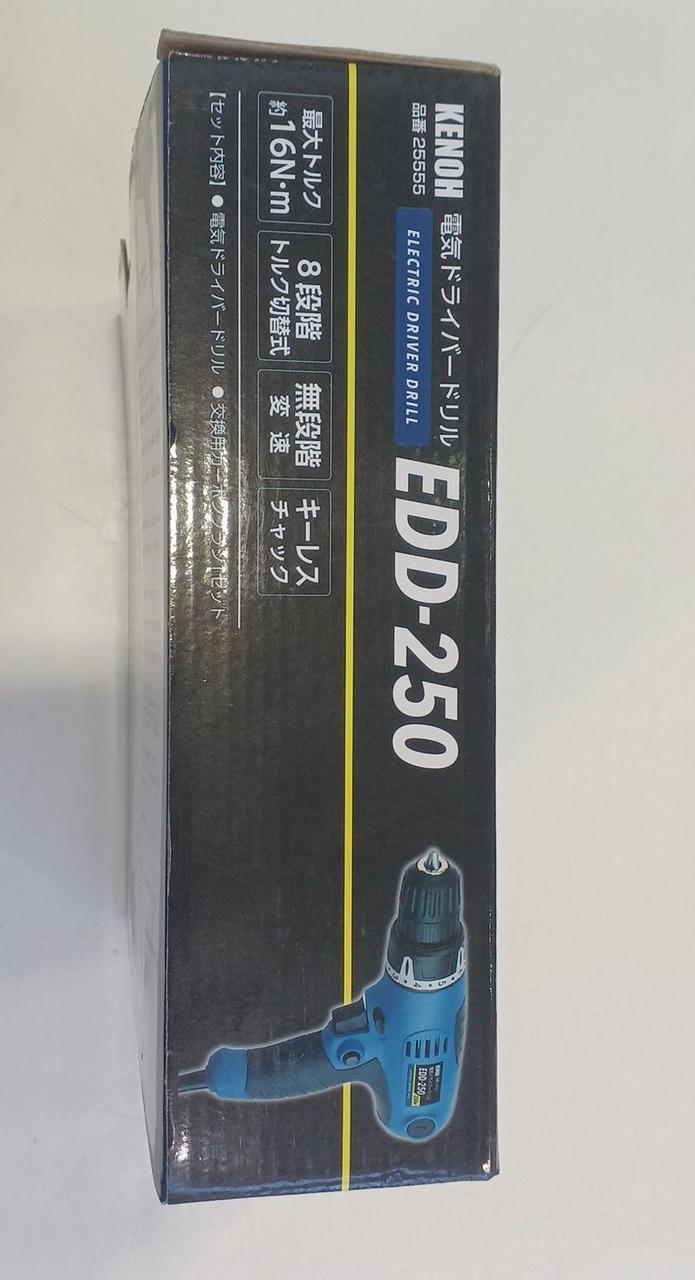 KENOH
品番 25555
電気ドライバードリル
ELECTRIC DRIVER DRILL
EDD-250
最大トルク
約16N・m
8段階
トルク切替式
無段階
変速
キーレス
チャック
【セット内容】 ● 電気ドライバードリル ● 交換用カーボンブラシ1セット
KENOH
EDD-250